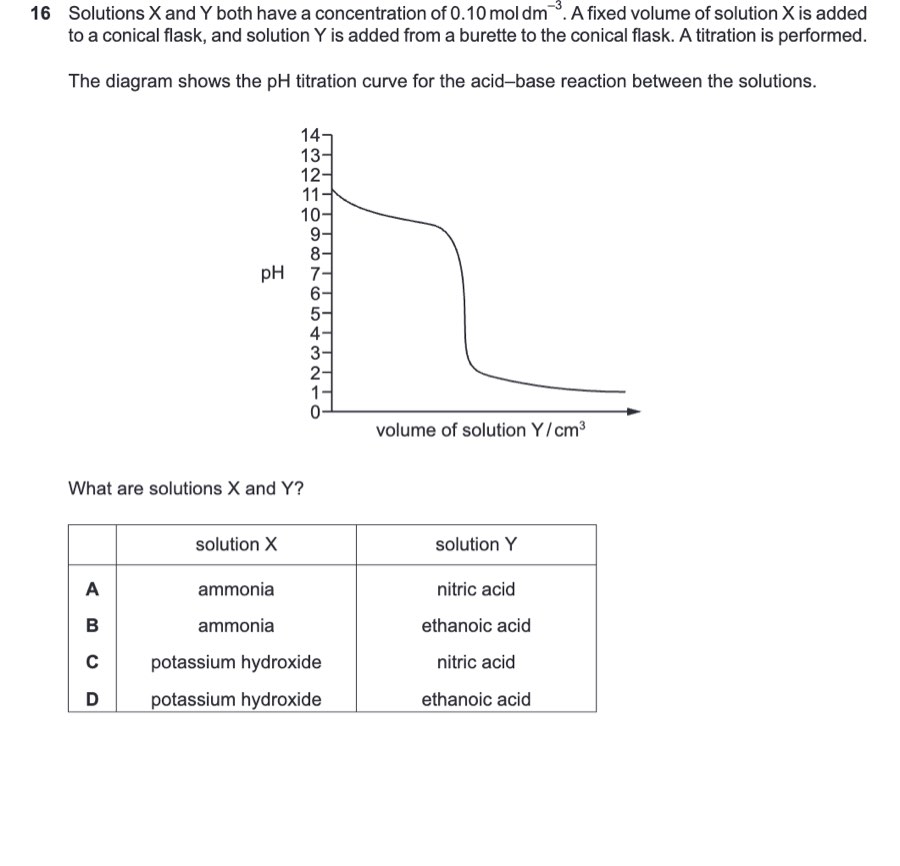 16 Solutions X and Y both have a concentration of 0.10 mol dm⁻³. A fixed volume of solution X is added
to a conical flask, and solution Y is added from a burette to the conical flask. A titration is performed.
The diagram shows the pH titration curve for the acid–base reaction between the solutions.
14
13
12
11
10
9
8
pH 7
6
5
4
3
2
1
0
volume of solution Y / cm³
What are solutions X and Y?
solution X solution Y
A ammonia nitric acid
B ammonia ethanoic acid
C potassium hydroxide nitric acid
D potassium hydroxide ethanoic acid